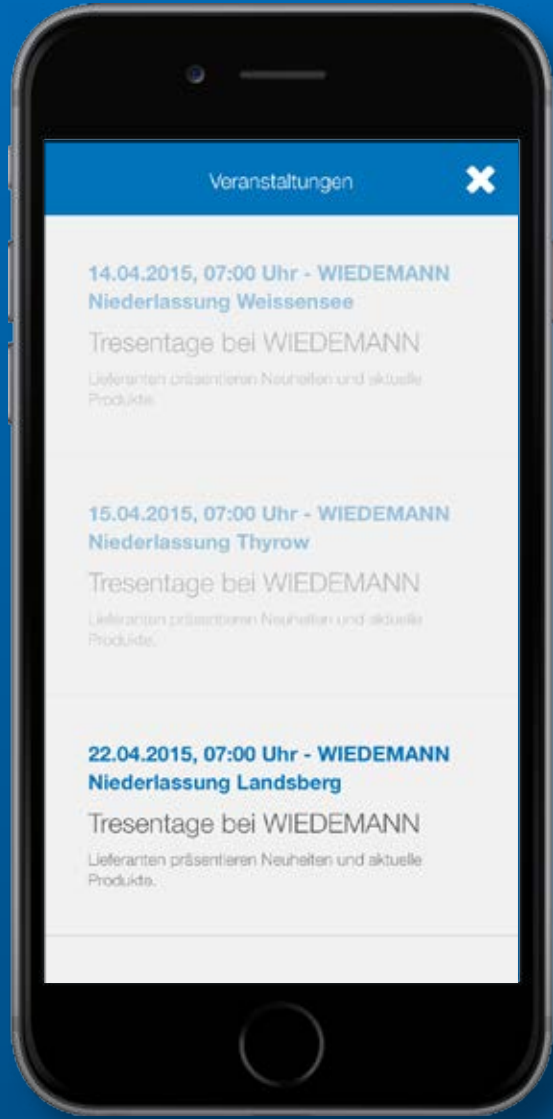 Veranstaltungen
14.04.2015, 07:00 Uhr - WIEDEMANN
Niederlassung Weissensee
Tresentage bei WIEDEMANN
Lieferanten präsentieren Neuheiten und aktuelle
Produkte.
15.04.2015, 07:00 Uhr - WIEDEMANN
Niederlassung Thyrow
Tresentage bei WIEDEMANN
Lieferanten präsentieren Neuheiten und aktuelle
Produkte.
22.04.2015, 07:00 Uhr - WIEDEMANN
Niederlassung Landsberg
Tresentage bei WIEDEMANN
Lieferanten präsentieren Neuheiten und aktuelle
Produkte.